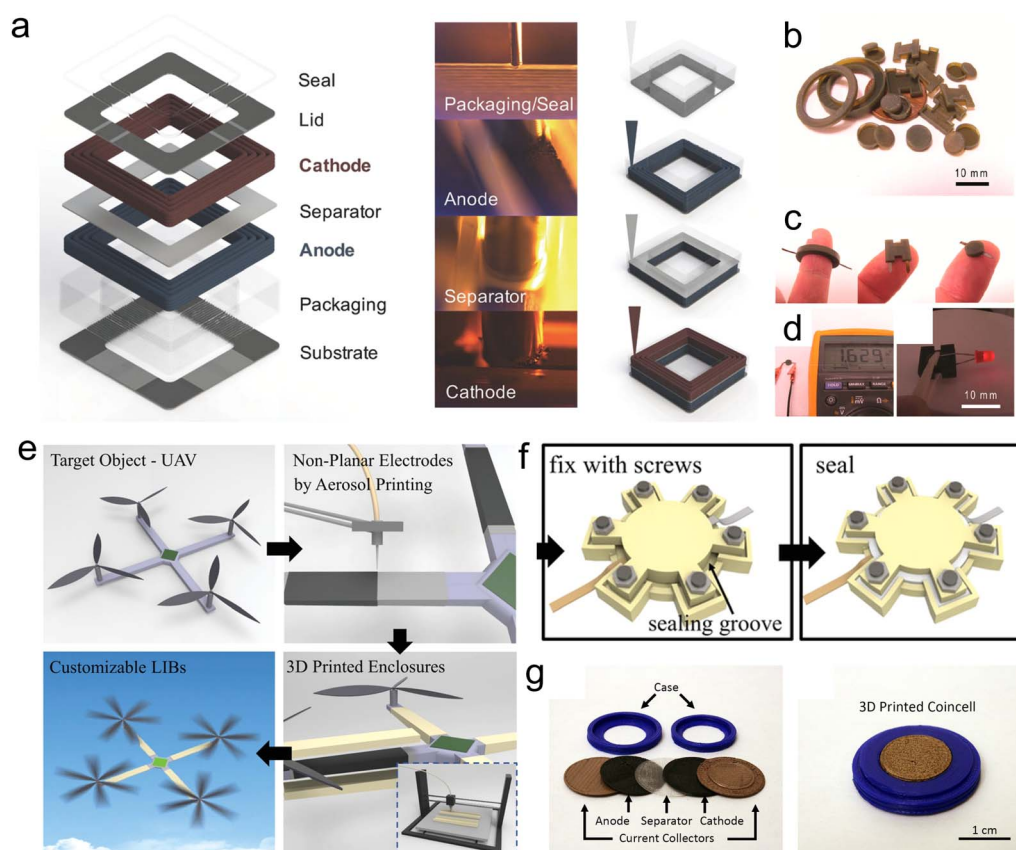 a
Seal
Lid
Cathode
Separator
Anode
Packaging
Substrate
Packaging/Seal
Anode
Separator
Cathode
b
10 mm
c
d
1.629
10 mm
e
Target Object - UAV
Non-Planar Electrodes
by Aerosol Printing
Customizable LIBs
3D Printed Enclosures
f
fix with screws
sealing groove
seal
g
Case
Anode
Separator
Cathode
Current Collectors
3D Printed Coincell
1 cm